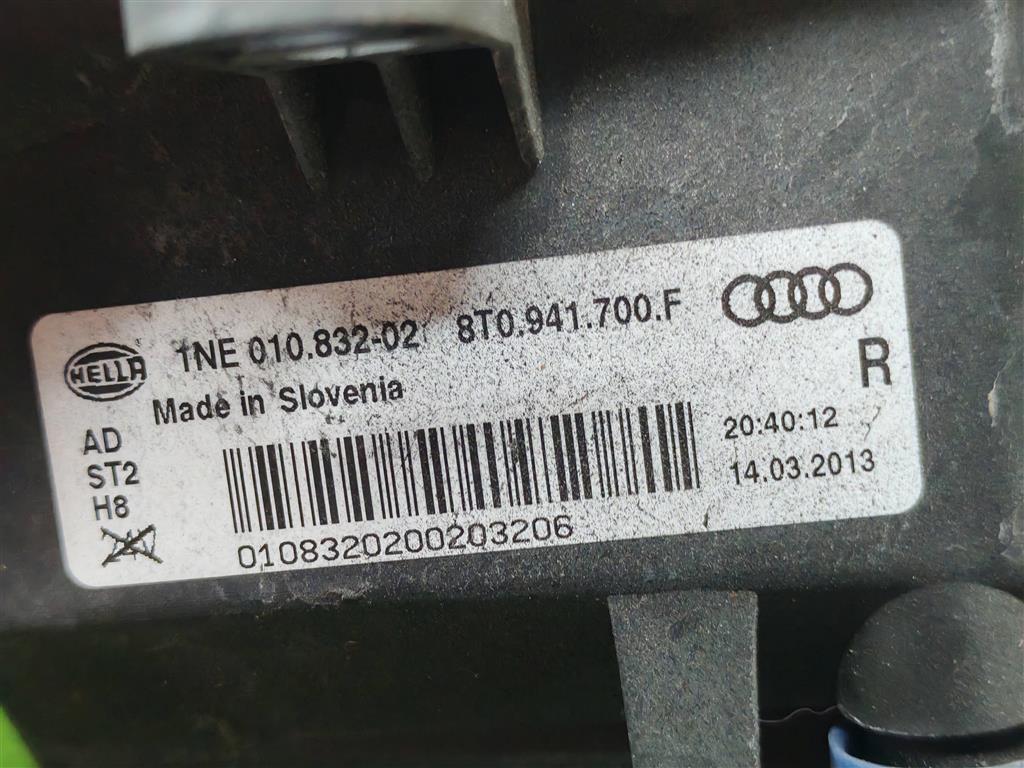 1NE 010.832-02 8T0.941.700.F
HELLA
R
Made in Slovenia
AD
ST2
H8
20:40:12
14.03.2013
010832020020320​6